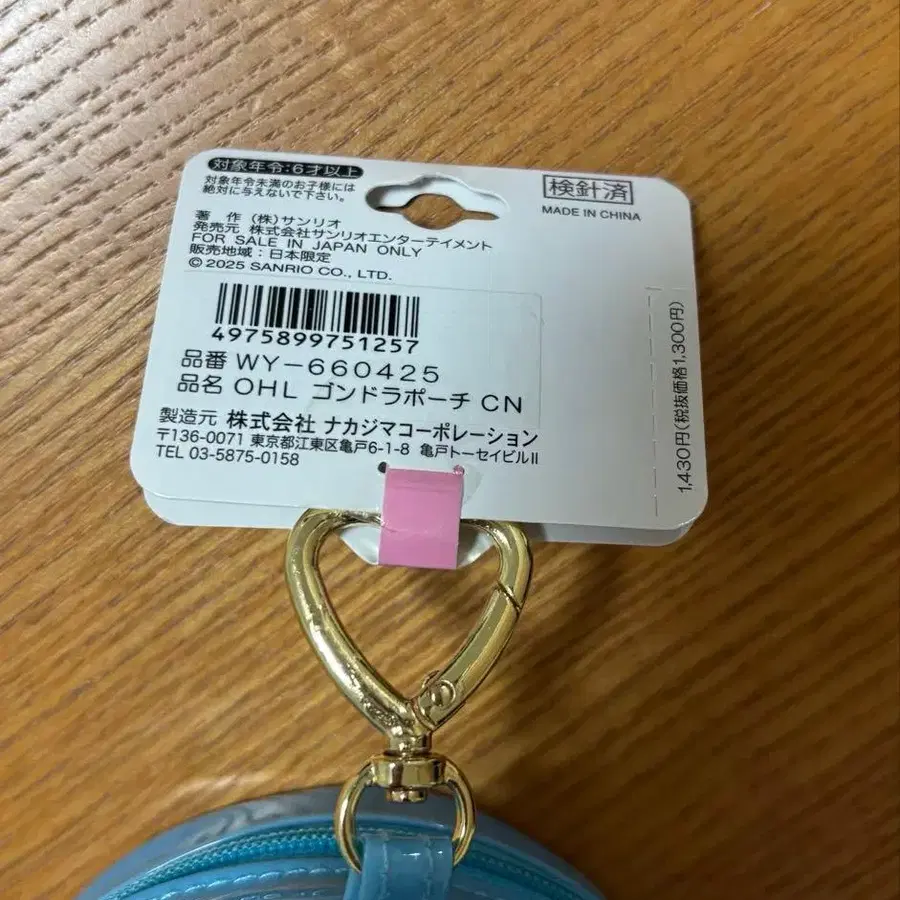 対象年令:6才以上
対象年令未満のお子様には
絶対に与えないで下さい。
検針済
MADE IN CHINA
著 作 (株)サンリオ
発売元 株式会社サンリオエンターテイメント
FOR SALE IN JAPAN ONLY
販売地域:日本限定
© 2025 SANRIO CO., LTD.
4975899751257
品番 WY-660425
品名 OHL ゴンドラポーチ CN
製造元 株式会社 ナカジマコーポレーション
〒136-0071 東京都江東区亀戸6-1-8 亀戸トーセイビルⅡ
TEL 03-5875-0158
1,430円(税抜価格1,300円)